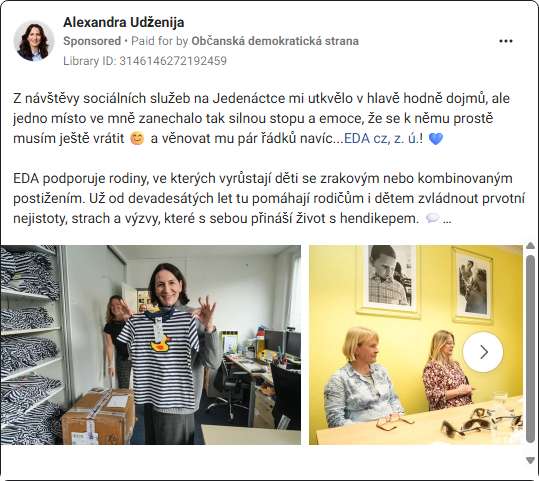 Alexandra Udženija
Sponsored • Paid for by Občanská demokratická strana
Library ID: 3146146272192459
Z návštěvy sociálních služeb na Jedenáctce mi utkvělo v hlavě hodně dojmů, ale
jedno místo ve mně zanechalo tak silnou stopu a emoce, že se k němu prostě
musím ještě vrátit 😊 a věnovat mu pár řádků navíc...EDA cz, z. ú.! 💙
EDA podporuje rodiny, ve kterých vyrůstají děti se zrakovým nebo kombinovaným
postižením. Už od devadesátých let tu pomáhají rodičům i dětem zvládnout prvotní
nejistoty, strach a výzvy, které s sebou přináší život s hendikepem. 💬...